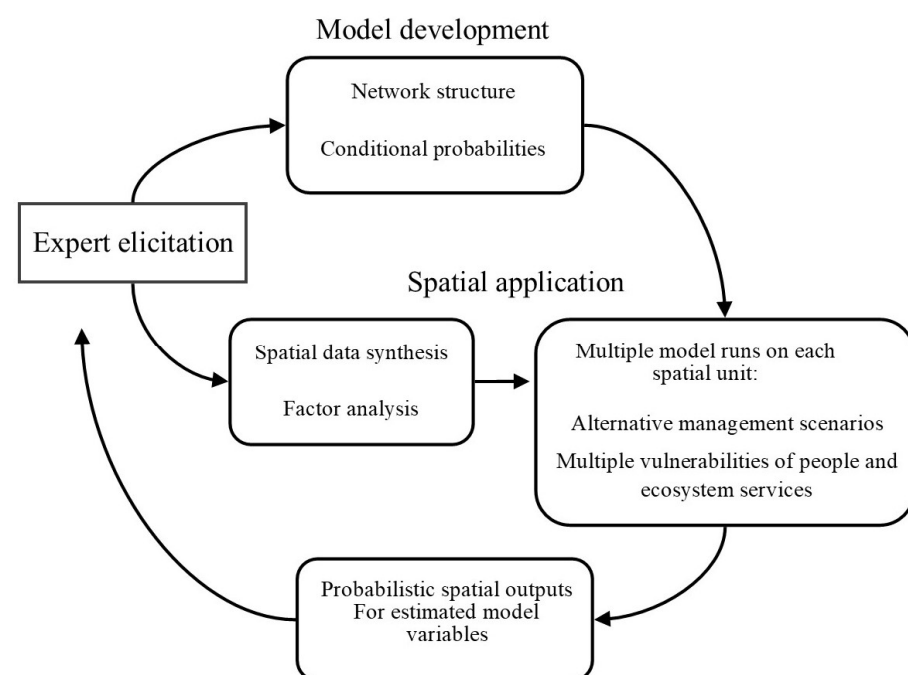 Model development
Network structure
Conditional probabilities
Expert elicitation
Spatial application
Spatial data synthesis
Factor analysis
Multiple model runs on each
spatial unit:
Alternative management scenarios
Multiple vulnerabilities of people and
ecosystem services
Probabilistic spatial outputs
For estimated model
variables